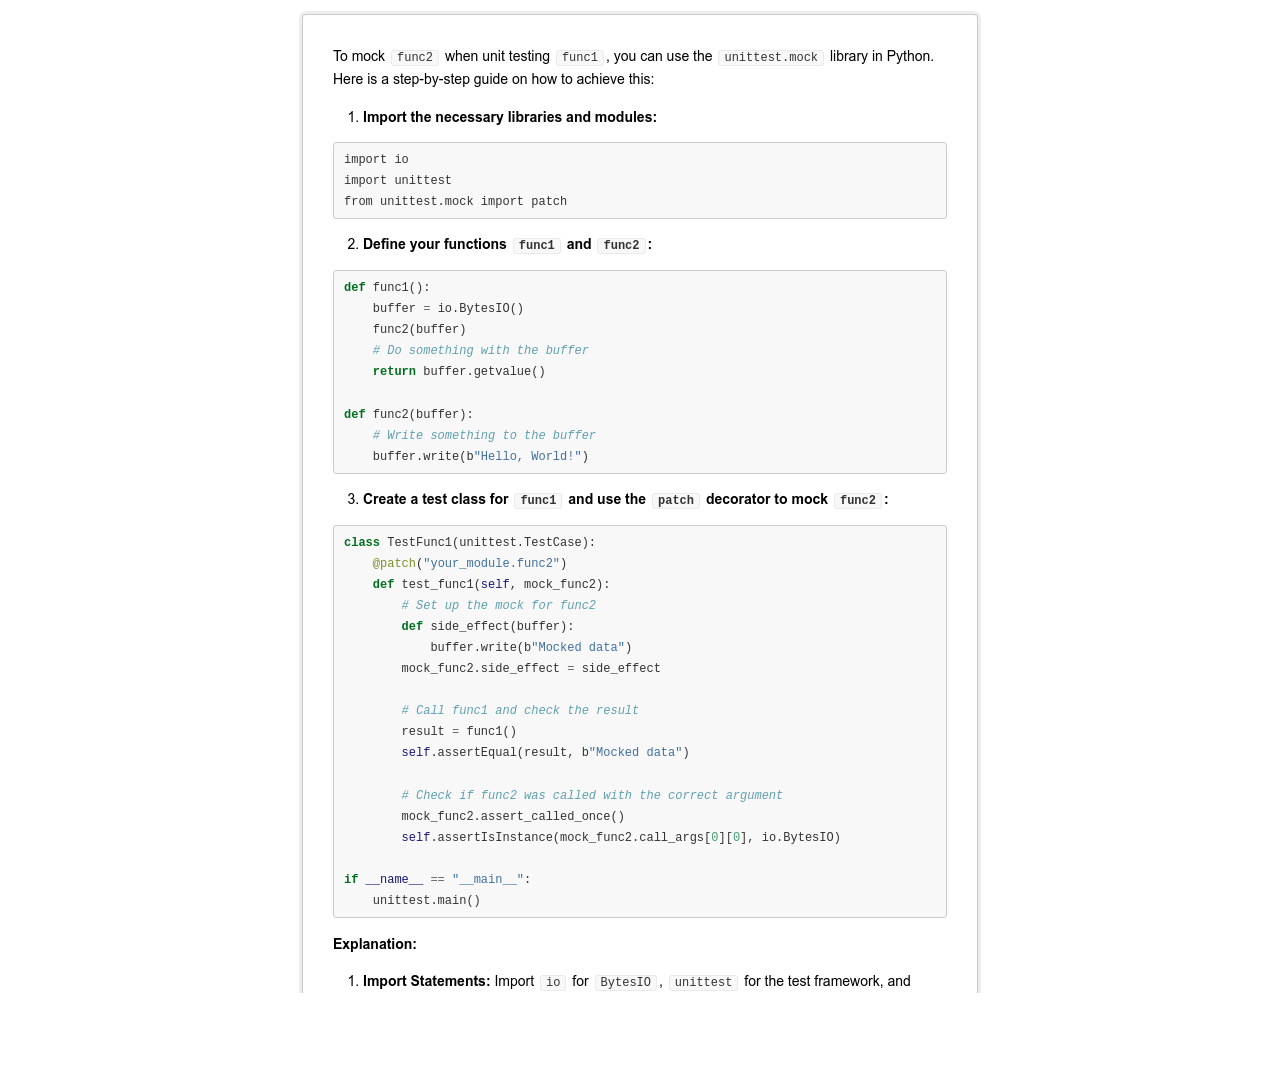 To mock func2 when unit testing func1, you can use the unittest.mock library in Python.
Here is a step-by-step guide on how to achieve this:
1. Import the necessary libraries and modules:
import io
import unittest
from unittest.mock import patch
2. Define your functions func1 and func2:
def func1():
    buffer = io.BytesIO()
    func2(buffer)
    # Do something with the buffer
    return buffer.getvalue()

def func2(buffer):
    # Write something to the buffer
    buffer.write(b"Hello, World!")
3. Create a test class for func1 and use the patch decorator to mock func2:
class TestFunc1(unittest.TestCase):
    @patch("your_module.func2")
    def test_func1(self, mock_func2):
        # Set up the mock for func2
        def side_effect(buffer):
            buffer.write(b"Mocked data")
        mock_func2.side_effect = side_effect

        # Call func1 and check the result
        result = func1()
        self.assertEqual(result, b"Mocked data")

        # Check if func2 was called with the correct argument
        mock_func2.assert_called_once()
        self.assertIsInstance(mock_func2.call_args[0][0], io.BytesIO)

if __name__ == "__main__":
    unittest.main()
Explanation:
1. Import Statements: Import io for BytesIO, unittest for the test framework, and